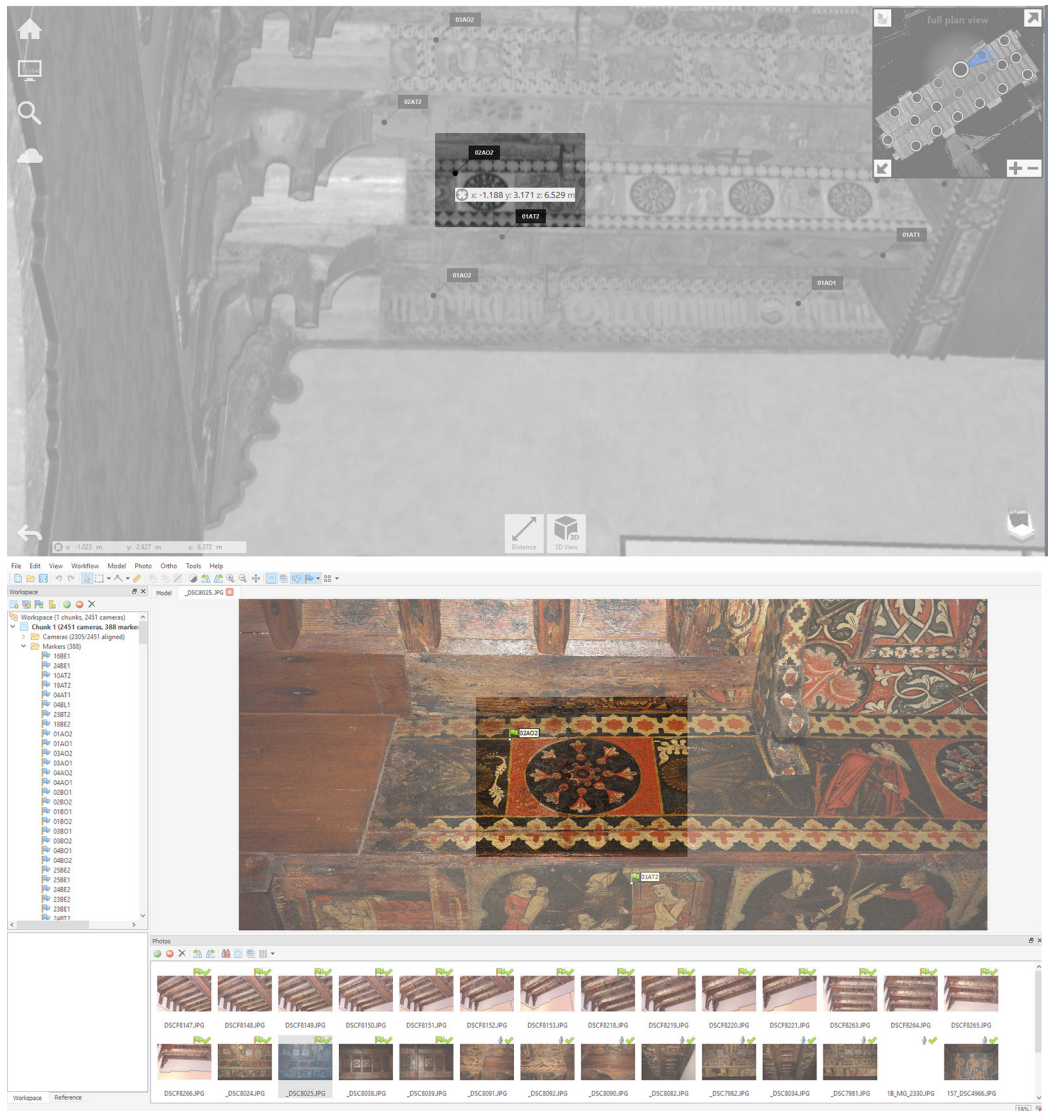 03AO2
full plan view
02AT2
02AO2
x: -1.188 y: 3.171 z: 6.529 m
01AT2
01AT1
01AO2
01AO1
Distance
3D View
x: -1.023 m y: 2.927 m z: 6.372 m
File Edit View Workflow Model Photo Ortho Tools Help
Workspace
Model _DSC8025.JPG
Workspace (1 chunks, 2451 cameras)
Chunk 1 (2451 cameras, 388 marker
Cameras (2305/2451 aligned)
Markers (388)
16BE1
24BE1
10AT2
19AT2
04AT1
04BL1
23BT2
18BE2
01AO2
01AO1
03AO2
03AO1
04AO2
04AO1
02BO1
02BO2
01BO1
01BO2
03BO1
03BO2
04BO1
04BO2
25BE2
25BE1
24BE2
23BE2
23BE1
24BT2
02AO2
01AT2
Photos
DSCF8147.JPG DSCF8148.JPG DSCF8149.JPG DSCF8150.JPG DSCF8151.JPG DSCF8152.JPG DSCF8153.JPG DSCF8218.JPG DSCF8219.JPG DSCF8220.JPG DSCF8221.JPG DSCF8263.JPG DSCF8264.JPG DSCF8265.JPG
DSCF8266.JPG _DSC8024.JPG _DSC8025.JPG _DSC8038.JPG _DSC8039.JPG _DSC8091.JPG _DSC8092.JPG _DSC8090.JPG _DSC8082.JPG _DSC7982.JPG _DSC8034.JPG _DSC7981.JPG 1B_MG_2330.JPG 157_DSC4966.JPG
Workspace Reference
19%